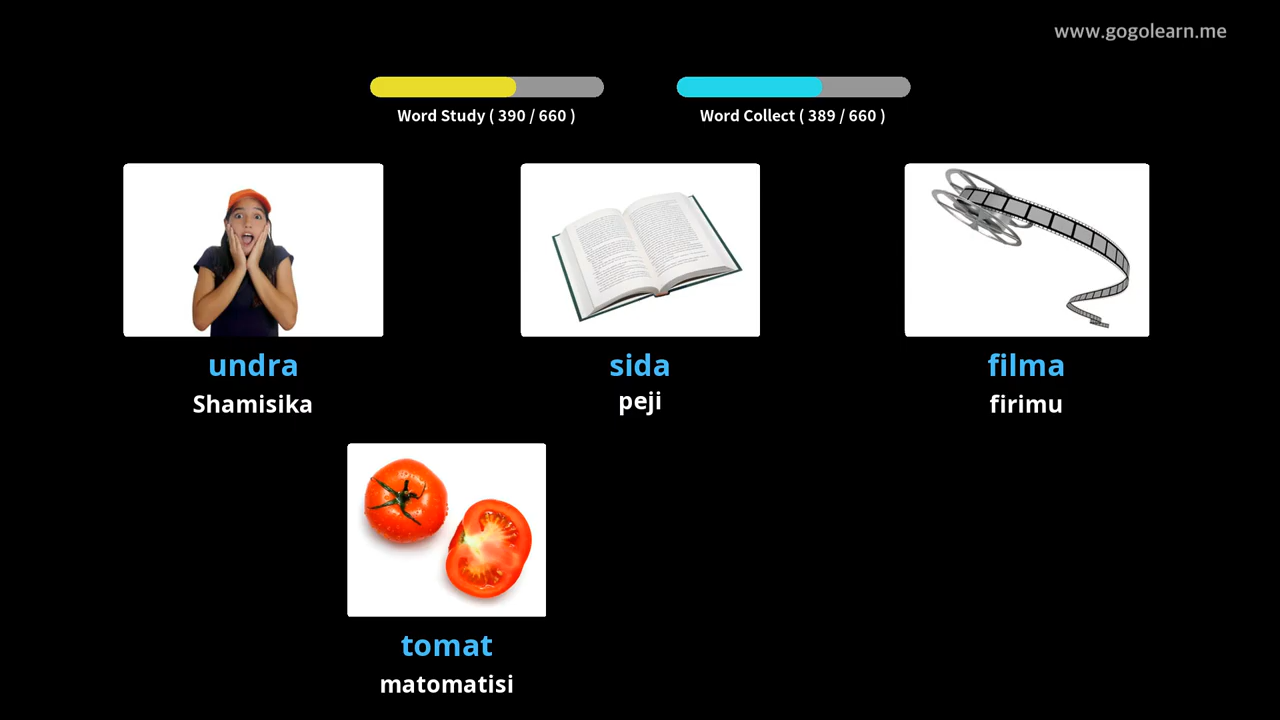 www.gogolearn.me
Word Study ( 390 / 660 )
Word Collect ( 389 / 660 )
undra
Shamisika
sida
peji
filma
firimu
tomat
matomatisi